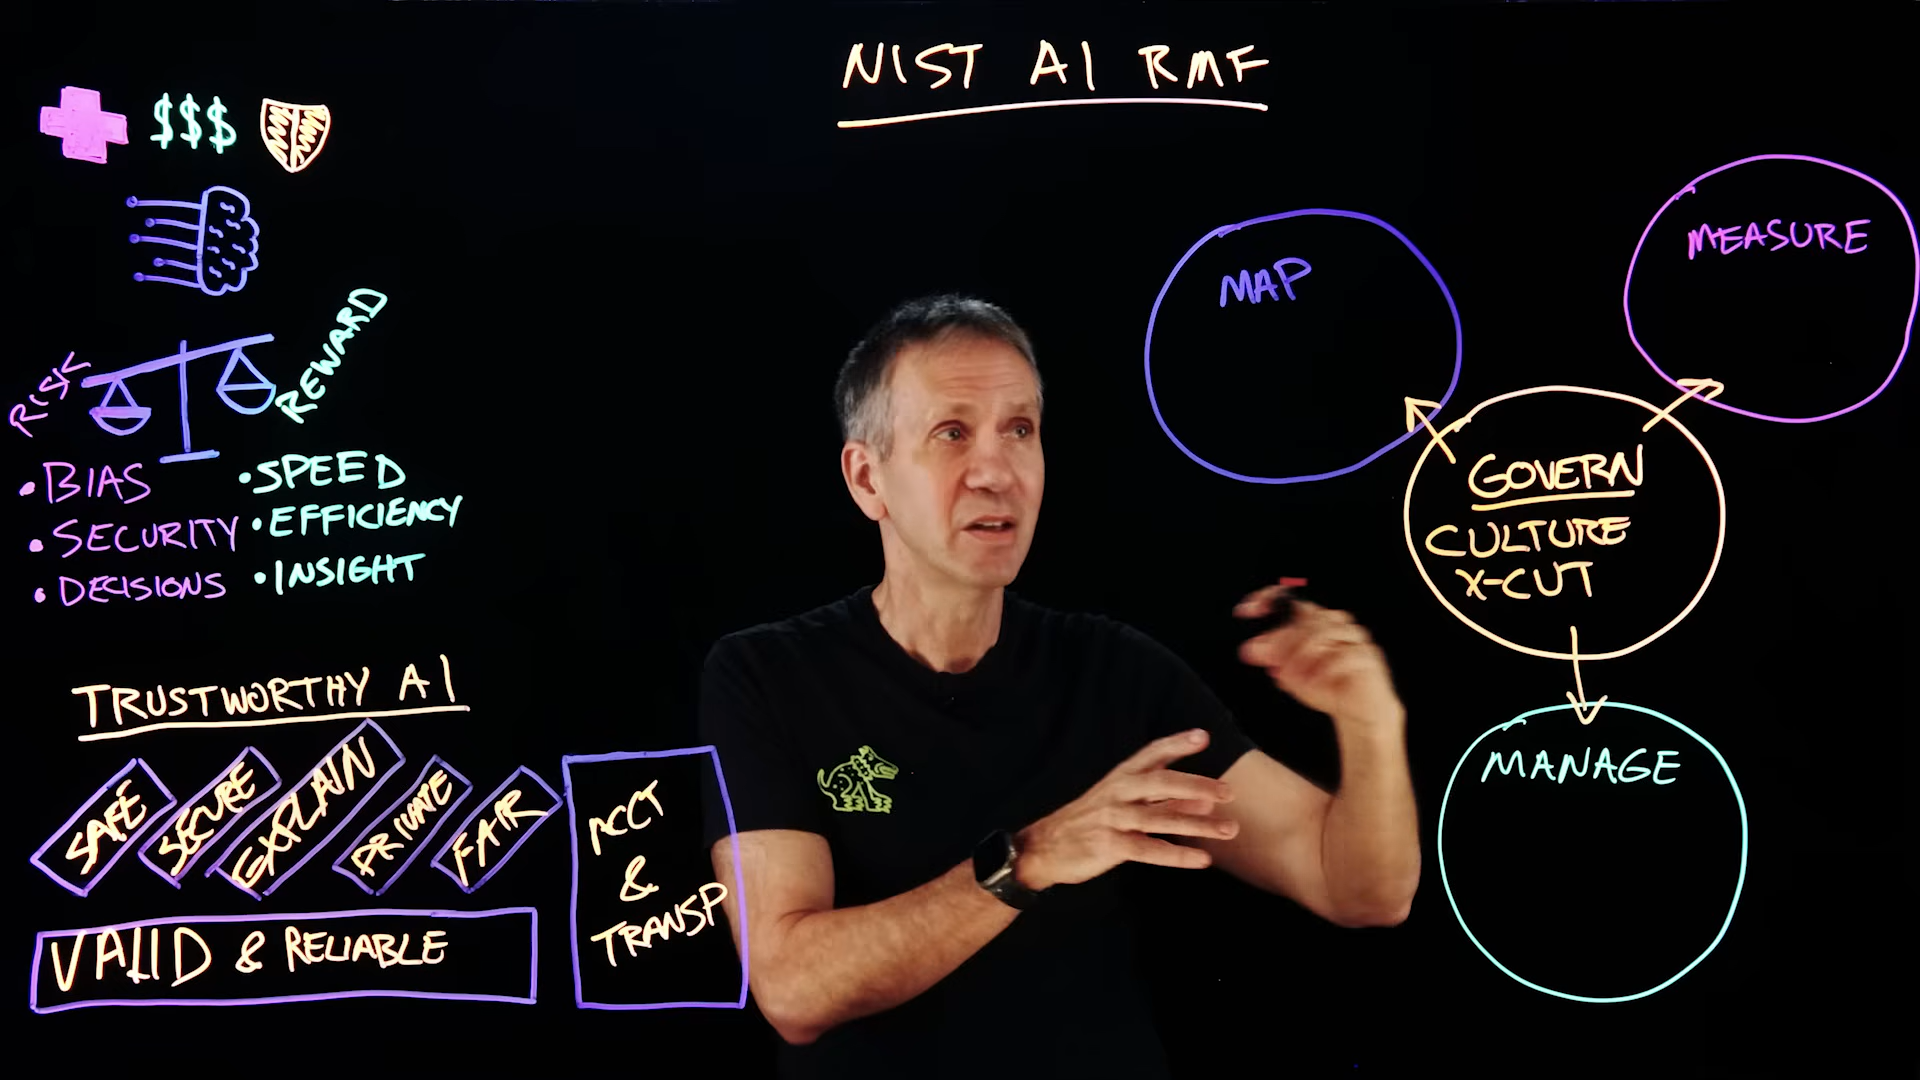 NIST AI RMF
$$$
RISK
REWARD
• BIAS
• SECURITY
• DECISIONS
• SPEED
• EFFICIENCY
• INSIGHT
TRUSTWORTHY AI
SAFE
SECURE
EXPLAIN
PRIVATE
FAIR
VALID & RELIABLE
ACCT
&
TRANSP
MAP
MEASURE
GOVERN
CULTURE
X-CUT
MANAGE